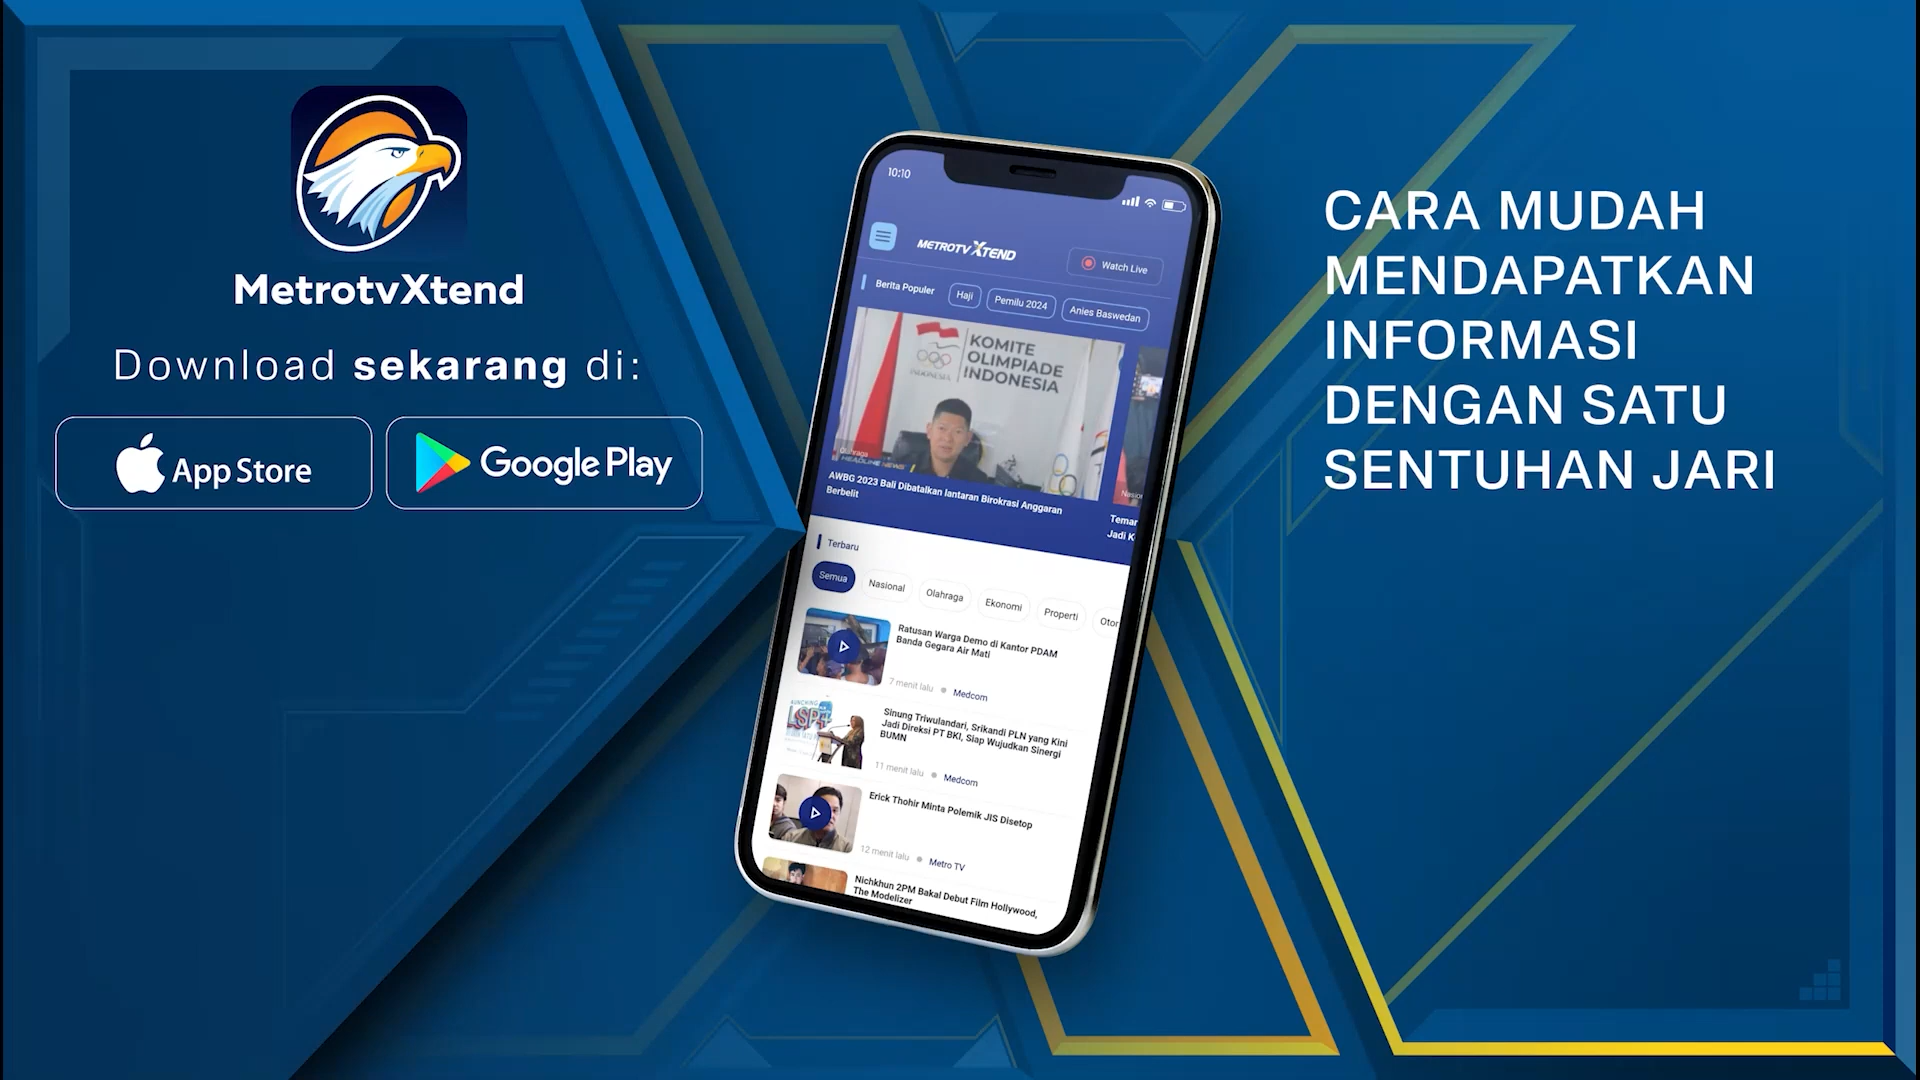 MetrotvXtend
Download sekarang di:
App Store
Google Play
10:10
METROTV XTEND
Watch Live
Berita Populer
Haji
Pemilu 2024
Anies Baswedan
KOMITE
OLIMPIADE
INDONESIA
INDONESIA
Olahraga
HEADLINE NEWS
AWBG 2023 Bali Dibatalkan lantaran Birokrasi Anggaran
Berbelit
Terbaru
Semua
Nasional
Olahraga
Ekonomi
Properti
Ratusan Warga Demo di Kantor PDAM
Banda Gegara Air Mati
7 menit lalu
Medcom
Sinung Triwulandari, Srikandi PLN yang Kini
Jadi Direksi PT BKI, Siap Wujudkan Sinergi
BUMN
11 menit lalu
Medcom
Erick Thohir Minta Polemik JIS Disetop
12 menit lalu
Metro TV
Nichkhun 2PM Bakal Debut Film Hollywood,
The Modelizer
CARA MUDAH
MENDAPATKAN
INFORMASI
DENGAN SATU
SENTUHAN JARI